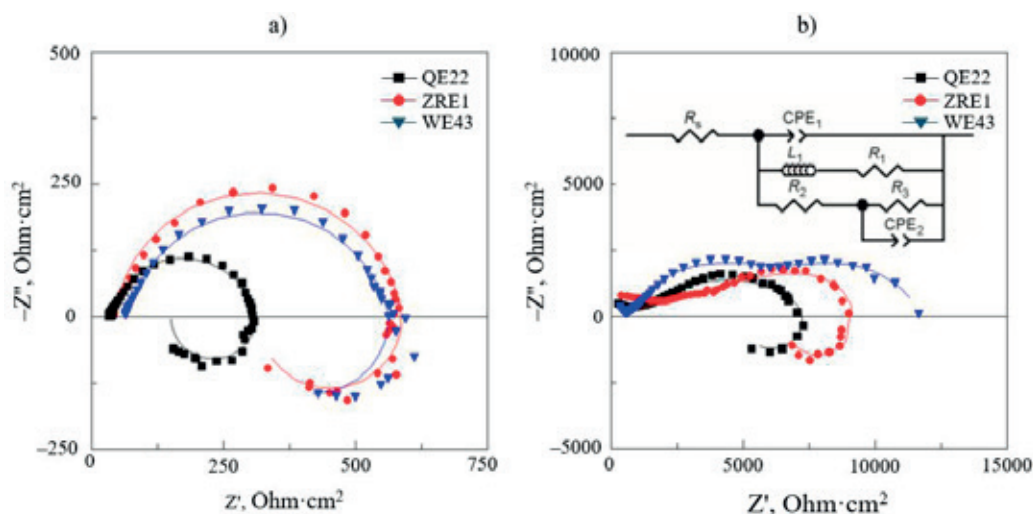 a)
500
250
0
–250
0
250
500
750
–Z'', Ohm·cm²
Z', Ohm·cm²
QE22
ZRE1
WE43
b)
10000
5000
0
–5000
0
5000
10000
15000
–Z'', Ohm·cm²
Z', Ohm·cm²
QE22
ZRE1
WE43
Rs
CPE1
L1
R1
R2
R3
CPE2